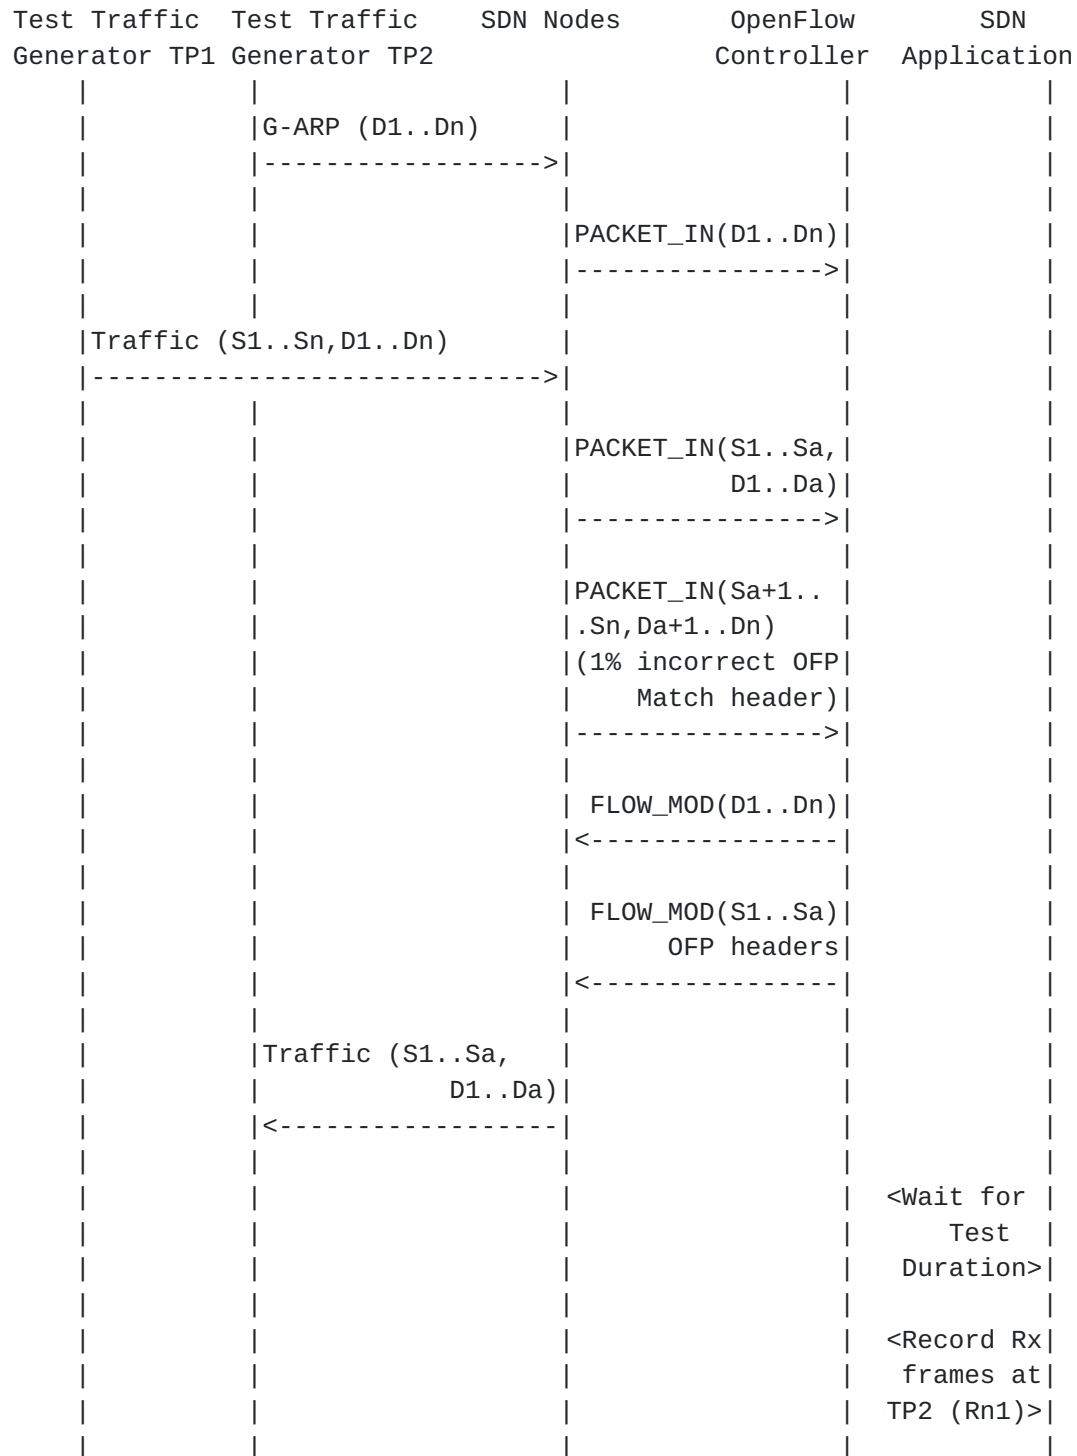 Test Traffic  Test Traffic    SDN Nodes       OpenFlow        SDN
Generator TP1 Generator TP2                  Controller  Application
    |          |                   |                 |            |
    |          |G-ARP (D1..Dn)     |                 |            |
    |          |------------------>|                 |            |
    |          |                   |                 |            |
    |          |                   |PACKET_IN(D1..Dn)|            |
    |          |                   |---------------->|            |
    |          |                   |                 |            |
    |Traffic (S1..Sn,D1..Dn)       |                 |            |
    |----------------------------->|                 |            |
    |          |                   |                 |            |
    |          |                   |PACKET_IN(S1..Sa,|            |
    |          |                   |          D1..Da)|            |
    |          |                   |---------------->|            |
    |          |                   |                 |            |
    |          |                   |PACKET_IN(Sa+1.. |            |
    |          |                   |.Sn,Da+1..Dn)    |            |
    |          |                   |(1% incorrect OFP|            |
    |          |                   |    Match header)|            |
    |          |                   |---------------->|            |
    |          |                   |                 |            |
    |          |                   | FLOW_MOD(D1..Dn)|            |
    |          |                   |<----------------|            |
    |          |                   |                 |            |
    |          |                   | FLOW_MOD(S1..Sa)|            |
    |          |                   |      OFP headers|            |
    |          |                   |<----------------|            |
    |          |                   |                 |            |
    |          |Traffic (S1..Sa,   |                 |            |
    |          |            D1..Da)|                 |            |
    |          |<------------------|                 |            |
    |          |                   |                 |            |
    |          |                   |                 |  <Wait for |
    |          |                   |                 |      Test  |
    |          |                   |                 |   Duration>|
    |          |                   |                 |            |
    |          |                   |                 |  <Record Rx|
    |          |                   |                 |   frames at|
    |          |                   |                 |  TP2 (Rn1)>|
    |          |                   |                 |            |